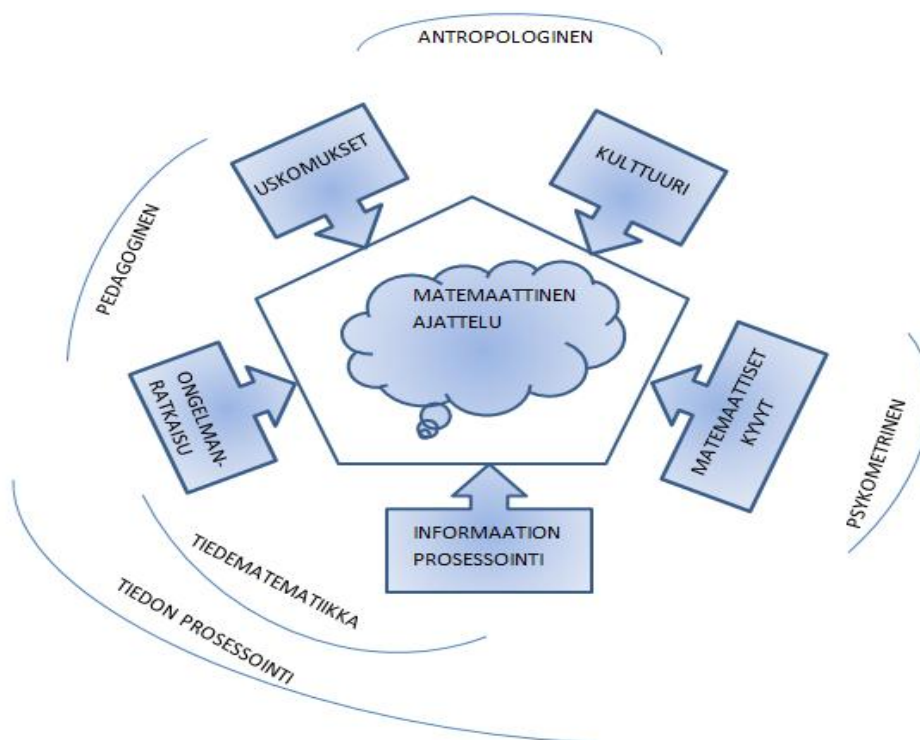 ANTROPOLOGINEN
USKOMUKSET
KULTTUURI
PEDAGOGINEN
MATEMAATTINEN
AJATTELU
ONGELMAN-
RATKAISU
MATEMAATTISET
KYVYT
PSYKOMETRINEN
INFORMAATION
PROSESSOINTI
TIEDEMATEMATIIKKA
TIEDON PROSESSOINTI